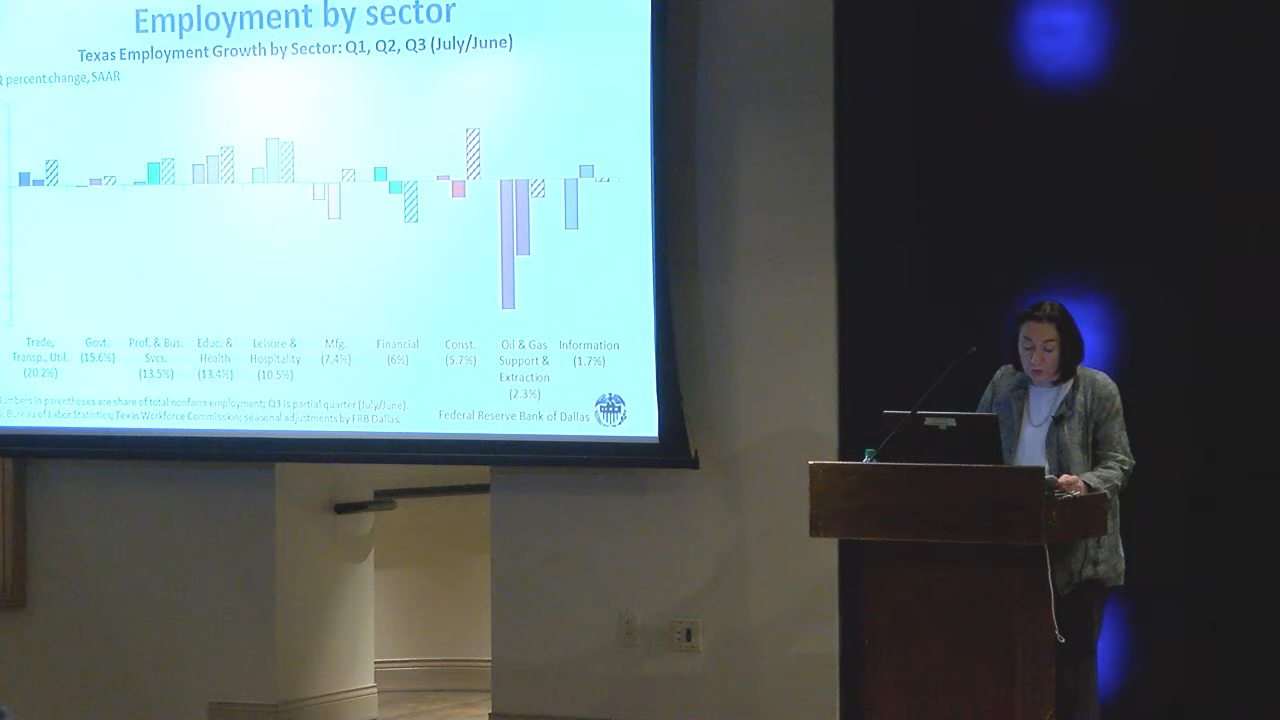 Employment by sector
Texas Employment Growth by Sector: Q1, Q2, Q3 (July/June)
percent change, SAAR
Trade, Transp., Util. (20.2%)
Govt. (15.6%)
Prof. & Bus. Svcs. (13.5%)
Educ. & Health (13.4%)
Leisure & Hospitality (10.5%)
Mfg. (7.4%)
Financial (6%)
Const. (5.7%)
Oil & Gas Support & Extraction (2.3%)
Information (1.7%)
umbers in parentheses are share of total nonfarm employment; Q3 is partial quarter (July/June).
: Bureau of Labor Statistics; Texas Workforce Commission; seasonal adjustments by FRB Dallas.
Federal Reserve Bank of Dallas